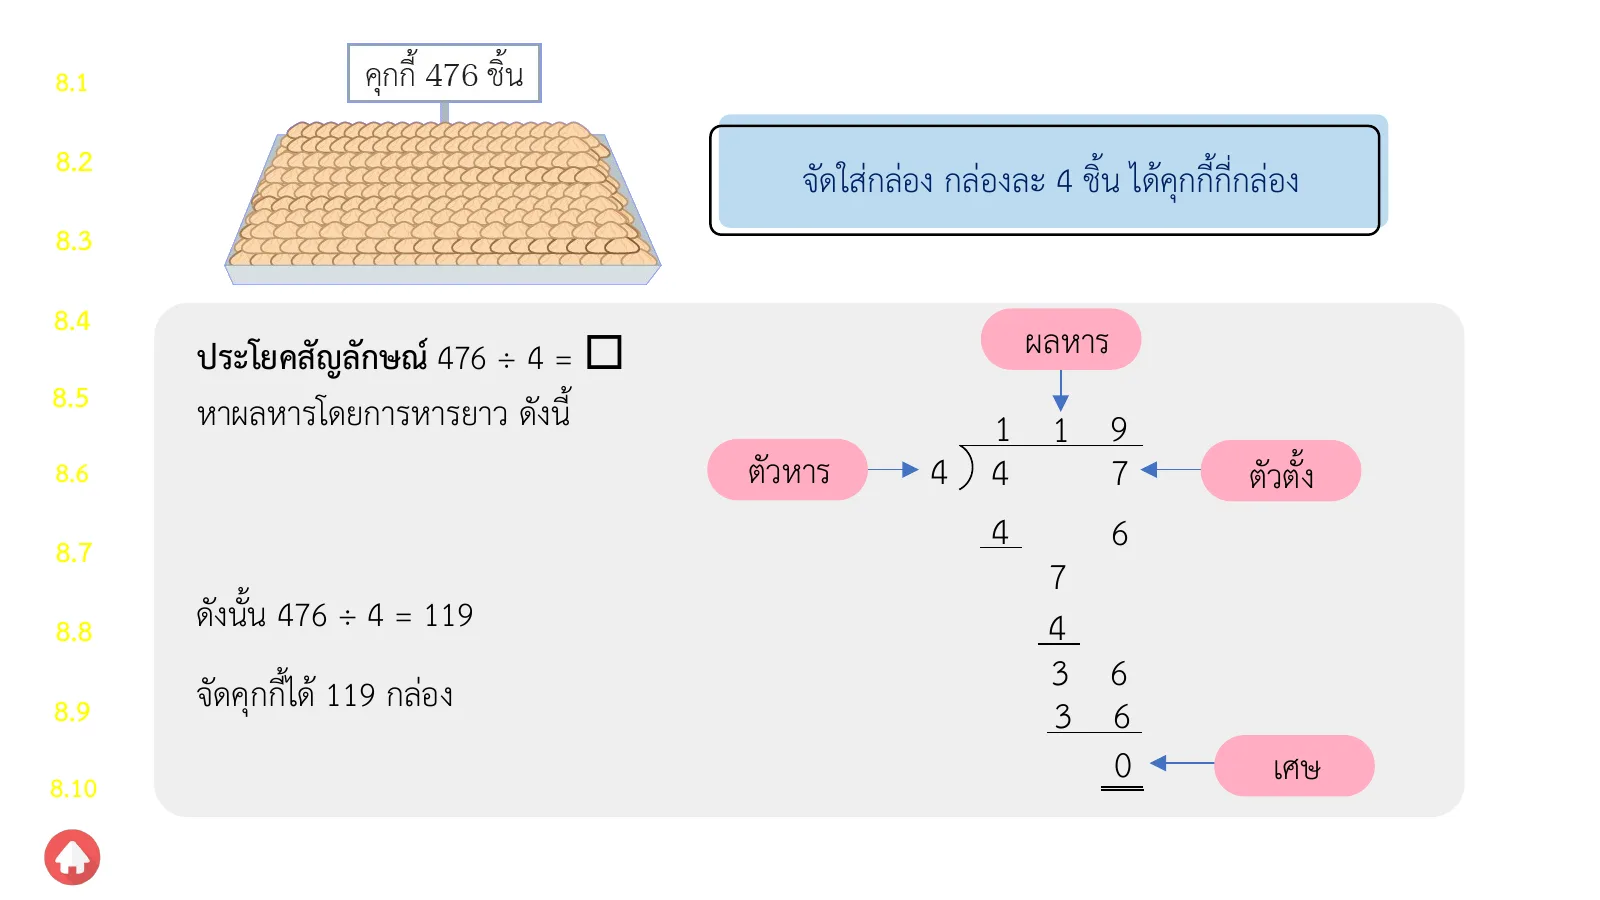 คุกกี้ 476 ชิ้น
จัดใส่กล่อง กล่องละ 4 ชิ้น ได้คุกกี้กี่กล่อง
8.1
8.2
8.3
8.4
8.5
8.6
8.7
8.8
8.9
8.10
ประโยคสัญลักษณ์ 476 ÷ 4 = □
หาผลหารโดยการหารยาว ดังนี้
ดังนั้น 476 ÷ 4 = 119
จัดคุกกี้ได้ 119 กล่อง
ผลหาร
1 1 9
ตัวหาร
4 ) 4 7
ตัวตั้ง
4 6
7
4
3 6
3 6
0
เศษ